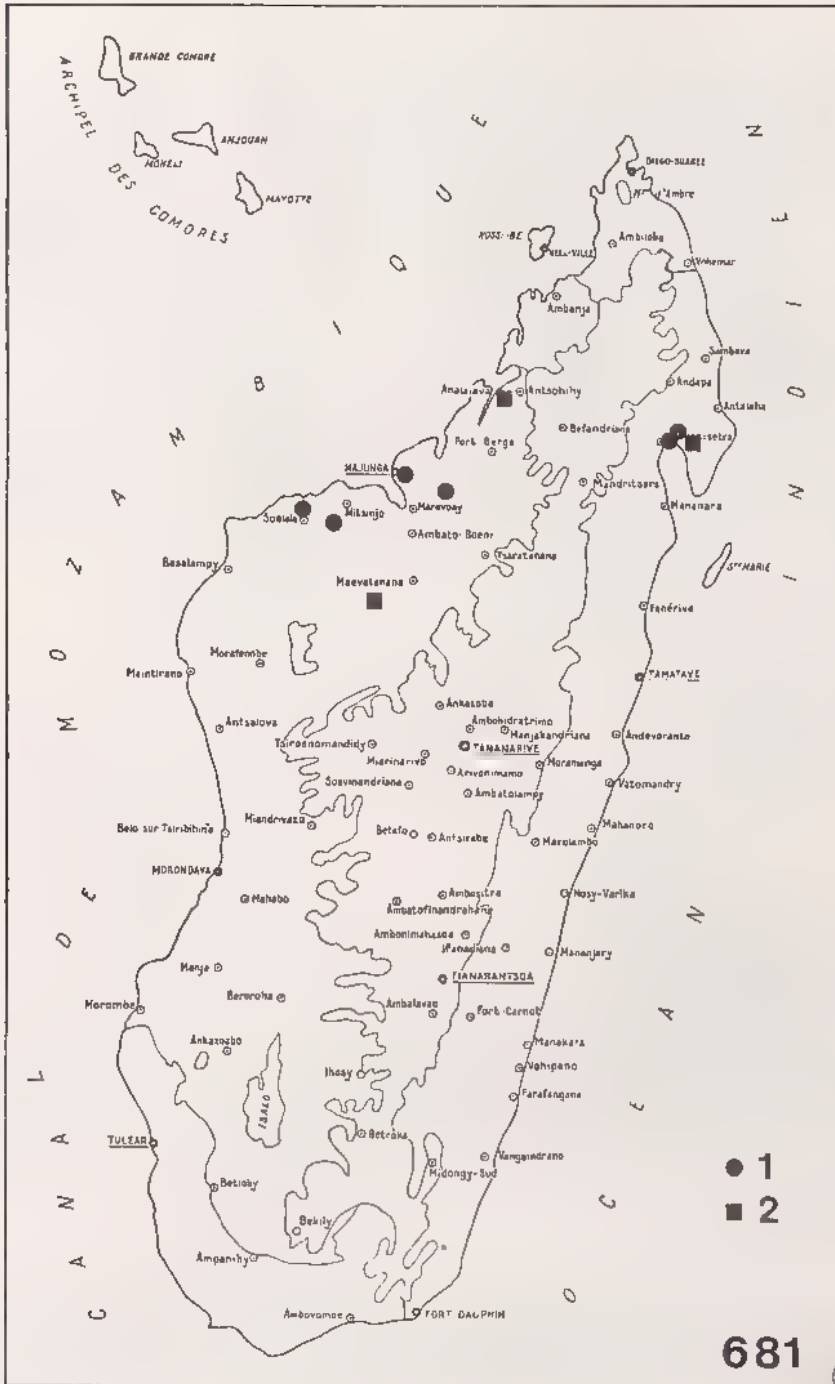 GRANDE COMORE
ARCHIPEL DES COMORES
MOHÉLI
ANJOUAN
MAYOTTE
CANAL DE MOZAMBIQUE
OCEAN INDIEN
DIEGO-SUAREZ
d'Ambre
NOSSI-BE
HELL-VILLE
Ambilobe
Vohemar
Ambanja
Sambava
Andapa
Antalaha
Analalava
Antsohihy
Befandriana
Port Bergé
MAJUNGA
Mandritsara
Mananara
Soalala
Mitsinjo
Marovoay
Ambato-Boeni
Tsaratanana
Besalampy
Maevatanana
Ste MARIE
Fénérive
Morafenobe
Maintirano
TAMATAVE
Ankazobe
Antsalova
Ambohidratrimo
Manjakandriana
Andevorante
Tsiroanomandidy
TANANARIVE
Miarinarivo
Arivonimamo
Moramanga
Soavinandriana
Ambatolampy
Vatomandry
Miandrivazo
Belo sur Tsiribihina
Betafo
Antsirabe
Mahanoro
Marolambo
MORONDAVA
Mahabo
Ambositra
Ambatofinandrahana
Nosy-Varika
Ambohimahasoa
Ifanadiana
Mananjary
Manja
FIANARANTSOA
Beroroha
Morombe
Ambalavao
Fort-Carnot
Ankazoabo
Manakara
Ihosy
Vohipeno
Farafangana
ISALO
TULEAR
Betroka
Vangaindrano
Midongy-Sud
1
2
Betioky
Bekily
Ampanihy
Ambovombe
FORT DAUPHIN
681